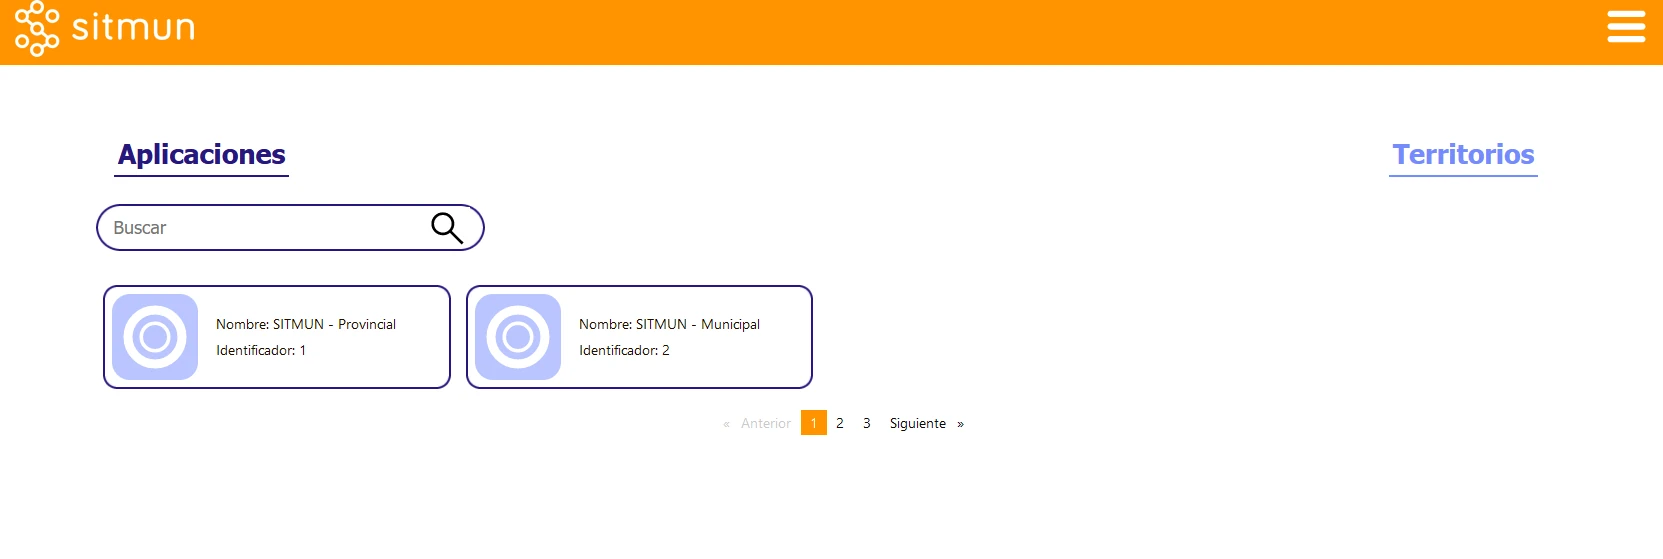 sitmun
Aplicaciones
Territorios
Buscar
Nombre: SITMUN - Provincial
Identificador: 1
Nombre: SITMUN - Municipal
Identificador: 2
« Anterior 1 2 3 Siguiente »